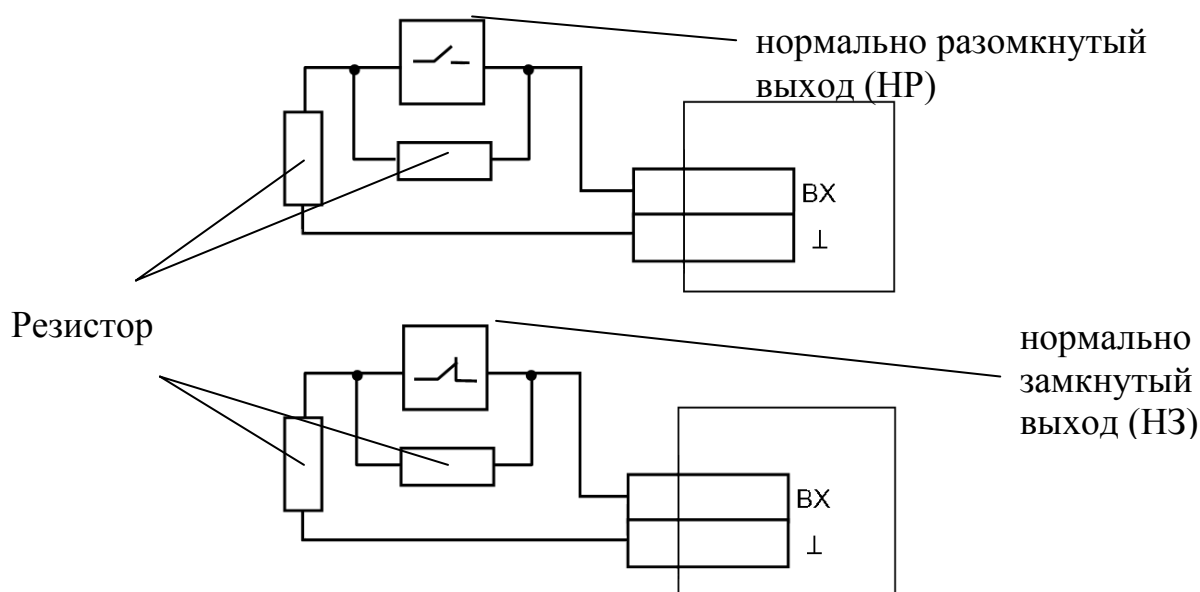 нормально разомкнутый
выход (НР)
ВХ
⊥
Резистор
нормально
замкнутый
выход (НЗ)
ВХ
⊥